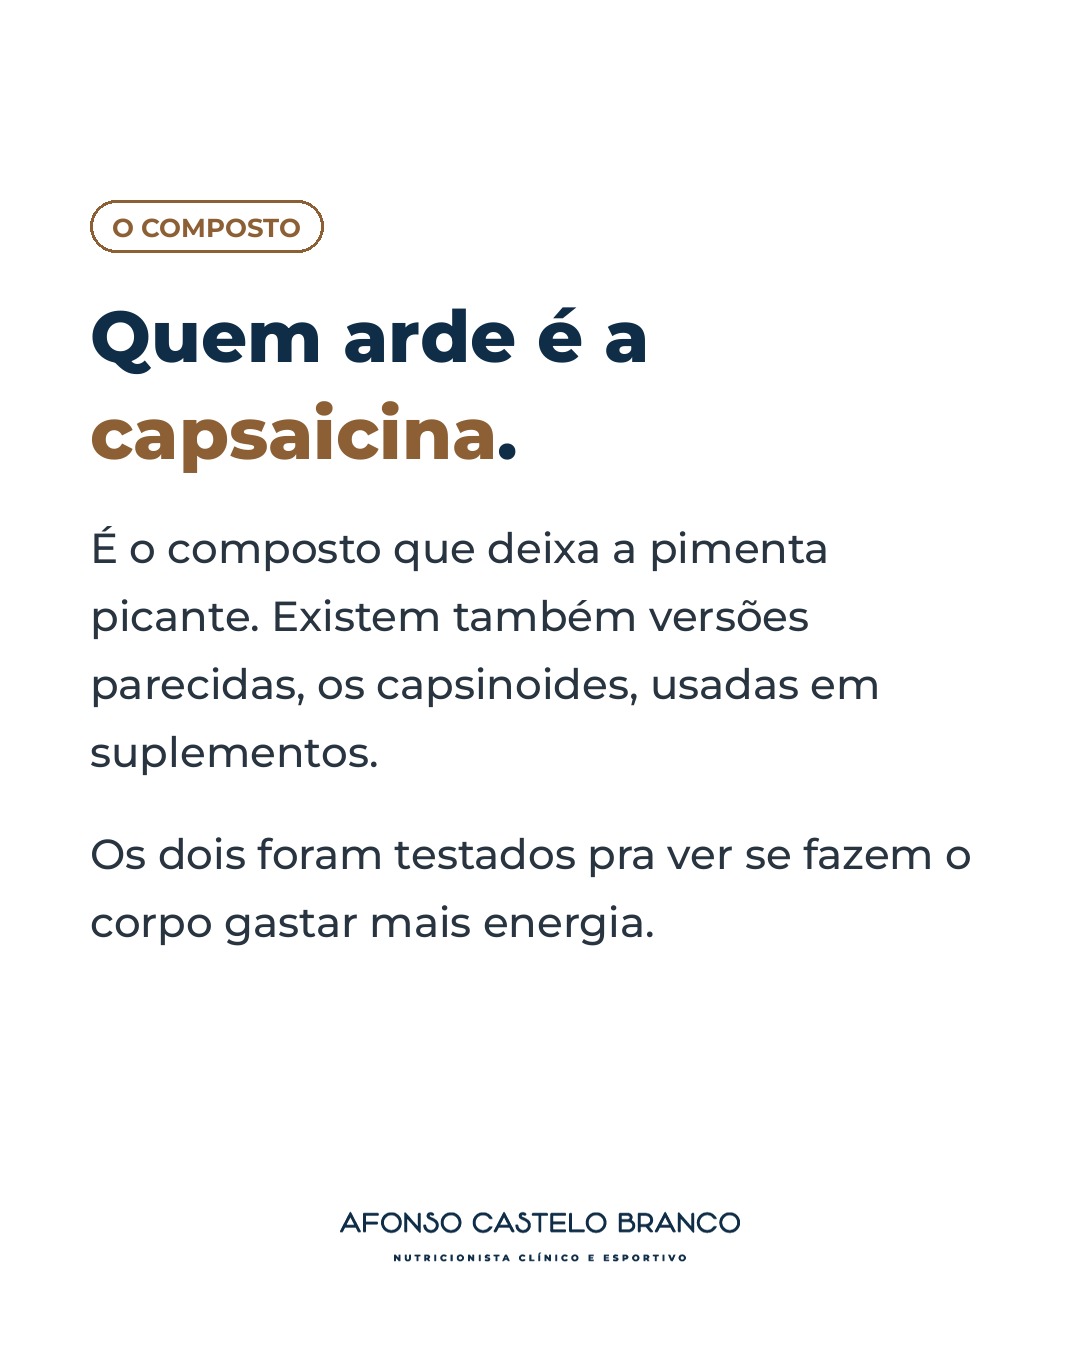 O COMPOSTO
Quem arde é a
capsaicina.
É o composto que deixa a pimenta
picante. Existem também versões
parecidas, os capsinoides, usadas em
suplementos.
Os dois foram testados pra ver se fazem o
corpo gastar mais energia.
AFONSO CASTELO BRANCO
NUTRICIONISTA CLÍNICO E ESPORTIVO